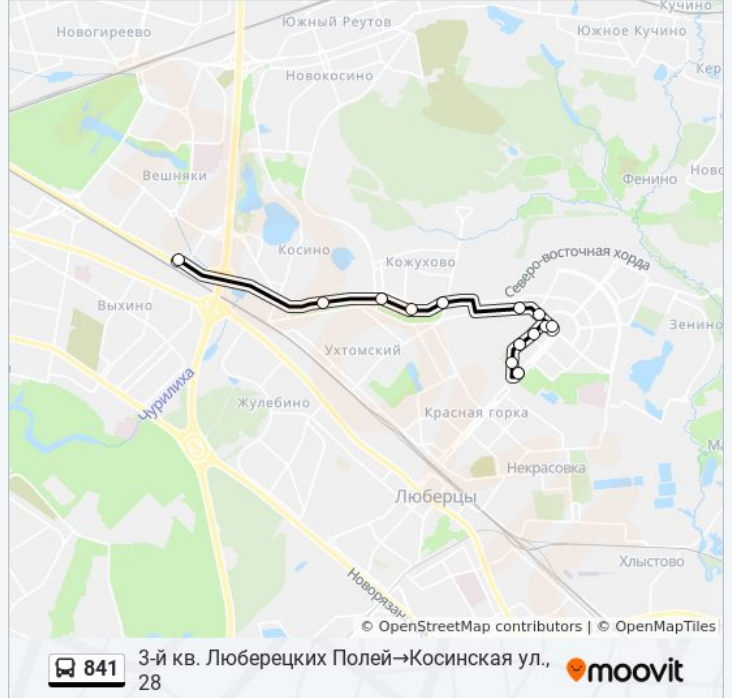 Кучино
Южный Реутов
Новогиреево
Южное Кучино
Новокосино
Кер
Вешняки
Фенино
Ново
Косино
Кожухово
Северо-восточная хорда
Выхино
Зенино
Ухтомский
Чурилиха
Жулебино
Красная горка
Ма
Некрасовка
Люберцы
Хлыстово
Новорязан
© OpenStreetMap contributors | © OpenMapTiles
841
3-й кв. Люберецких Полей→Косинская ул.,
28
moovit